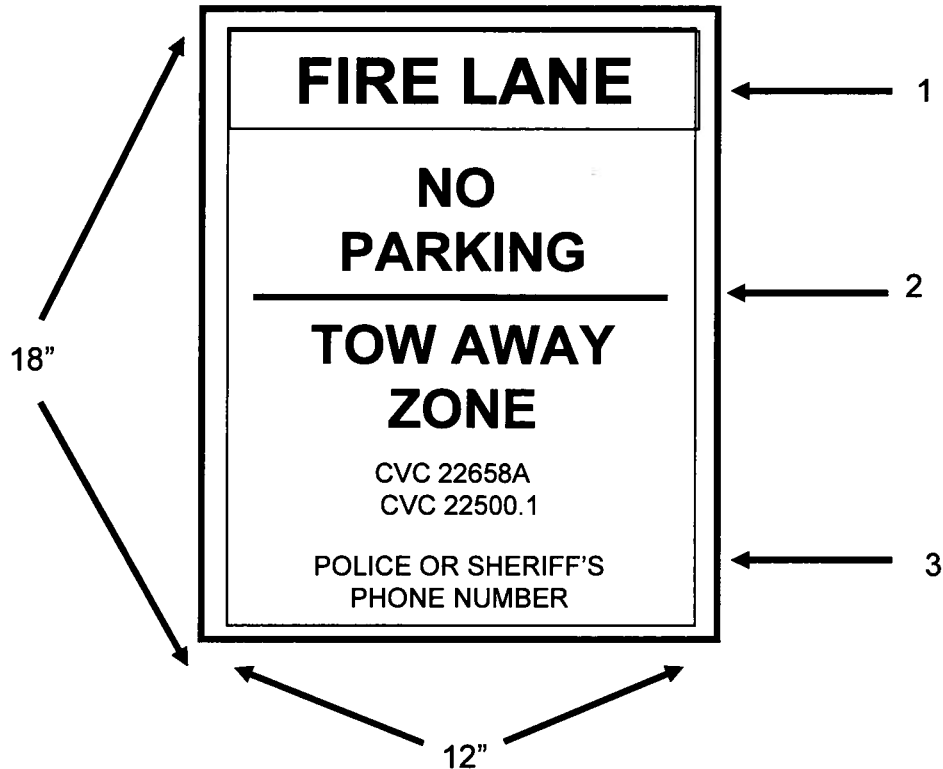 FIRE LANE
1
NO
PARKING
2
TOW AWAY
ZONE
18”
CVC 22658A
CVC 22500.1
POLICE OR SHERIFF'S
PHONE NUMBER
3
12”